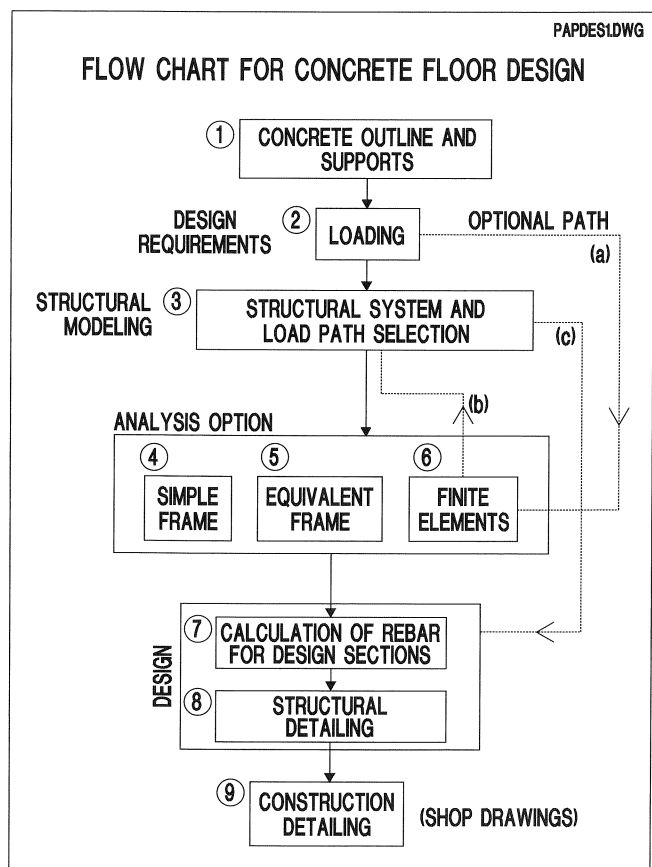 PAPDES1.DWG
FLOW CHART FOR CONCRETE FLOOR DESIGN
1
CONCRETE OUTLINE AND
SUPPORTS
DESIGN
REQUIREMENTS
2
LOADING
OPTIONAL PATH
(a)
STRUCTURAL
MODELING
3
STRUCTURAL SYSTEM AND
LOAD PATH SELECTION
(c)
(b)
ANALYSIS OPTION
4
SIMPLE
FRAME
5
EQUIVALENT
FRAME
6
FINITE
ELEMENTS
DESIGN
7
CALCULATION OF REBAR
FOR DESIGN SECTIONS
8
STRUCTURAL
DETAILING
9
CONSTRUCTION
DETAILING
(SHOP DRAWINGS)